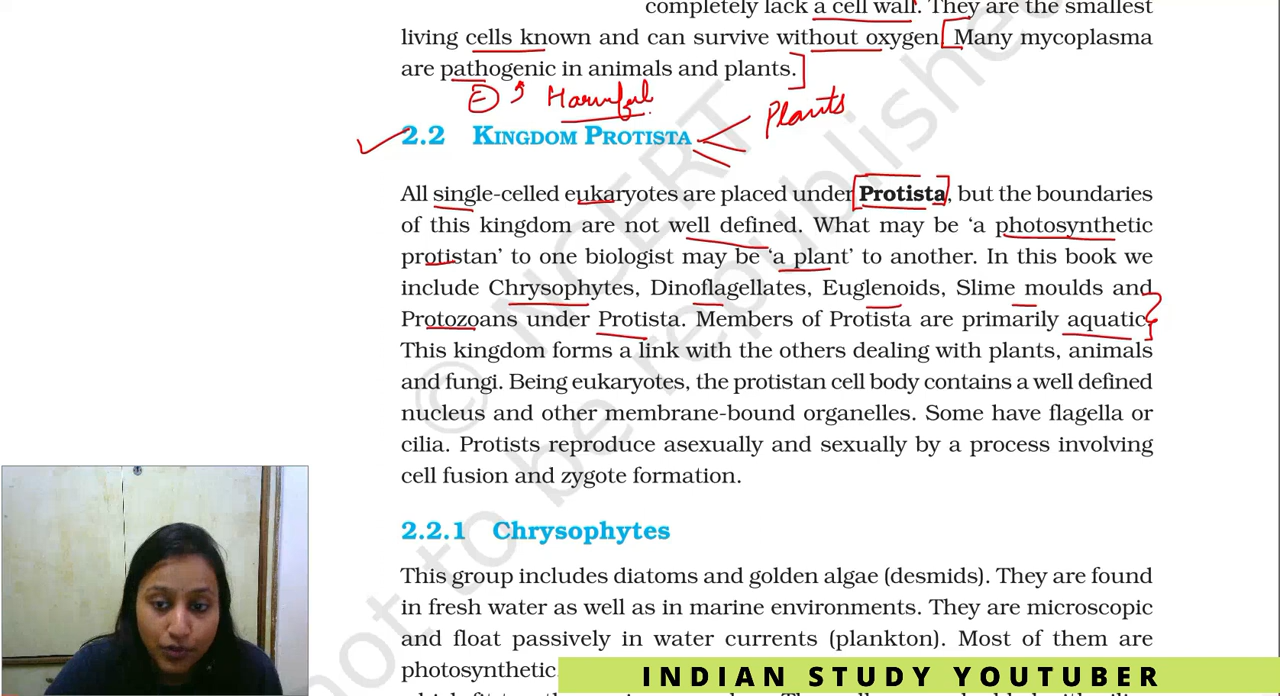 completely lack a cell wall. They are the smallest
living cells known and can survive without oxygen. Many mycoplasma
are pathogenic in animals and plants.
Harmful
Plants
2.2 KINGDOM PROTISTA
All single-celled eukaryotes are placed under Protista, but the boundaries
of this kingdom are not well defined. What may be ‘a photosynthetic
protistan’ to one biologist may be ‘a plant’ to another. In this book we
include Chrysophytes, Dinoflagellates, Euglenoids, Slime moulds and
Protozoans under Protista. Members of Protista are primarily aquatic.
This kingdom forms a link with the others dealing with plants, animals
and fungi. Being eukaryotes, the protistan cell body contains a well defined
nucleus and other membrane-bound organelles. Some have flagella or
cilia. Protists reproduce asexually and sexually by a process involving
cell fusion and zygote formation.
2.2.1 Chrysophytes
This group includes diatoms and golden algae (desmids). They are found
in fresh water as well as in marine environments. They are microscopic
and float passively in water currents (plankton). Most of them are
photosynthetic
INDIAN STUDY YOUTUBER
© NCERT
not to be republished